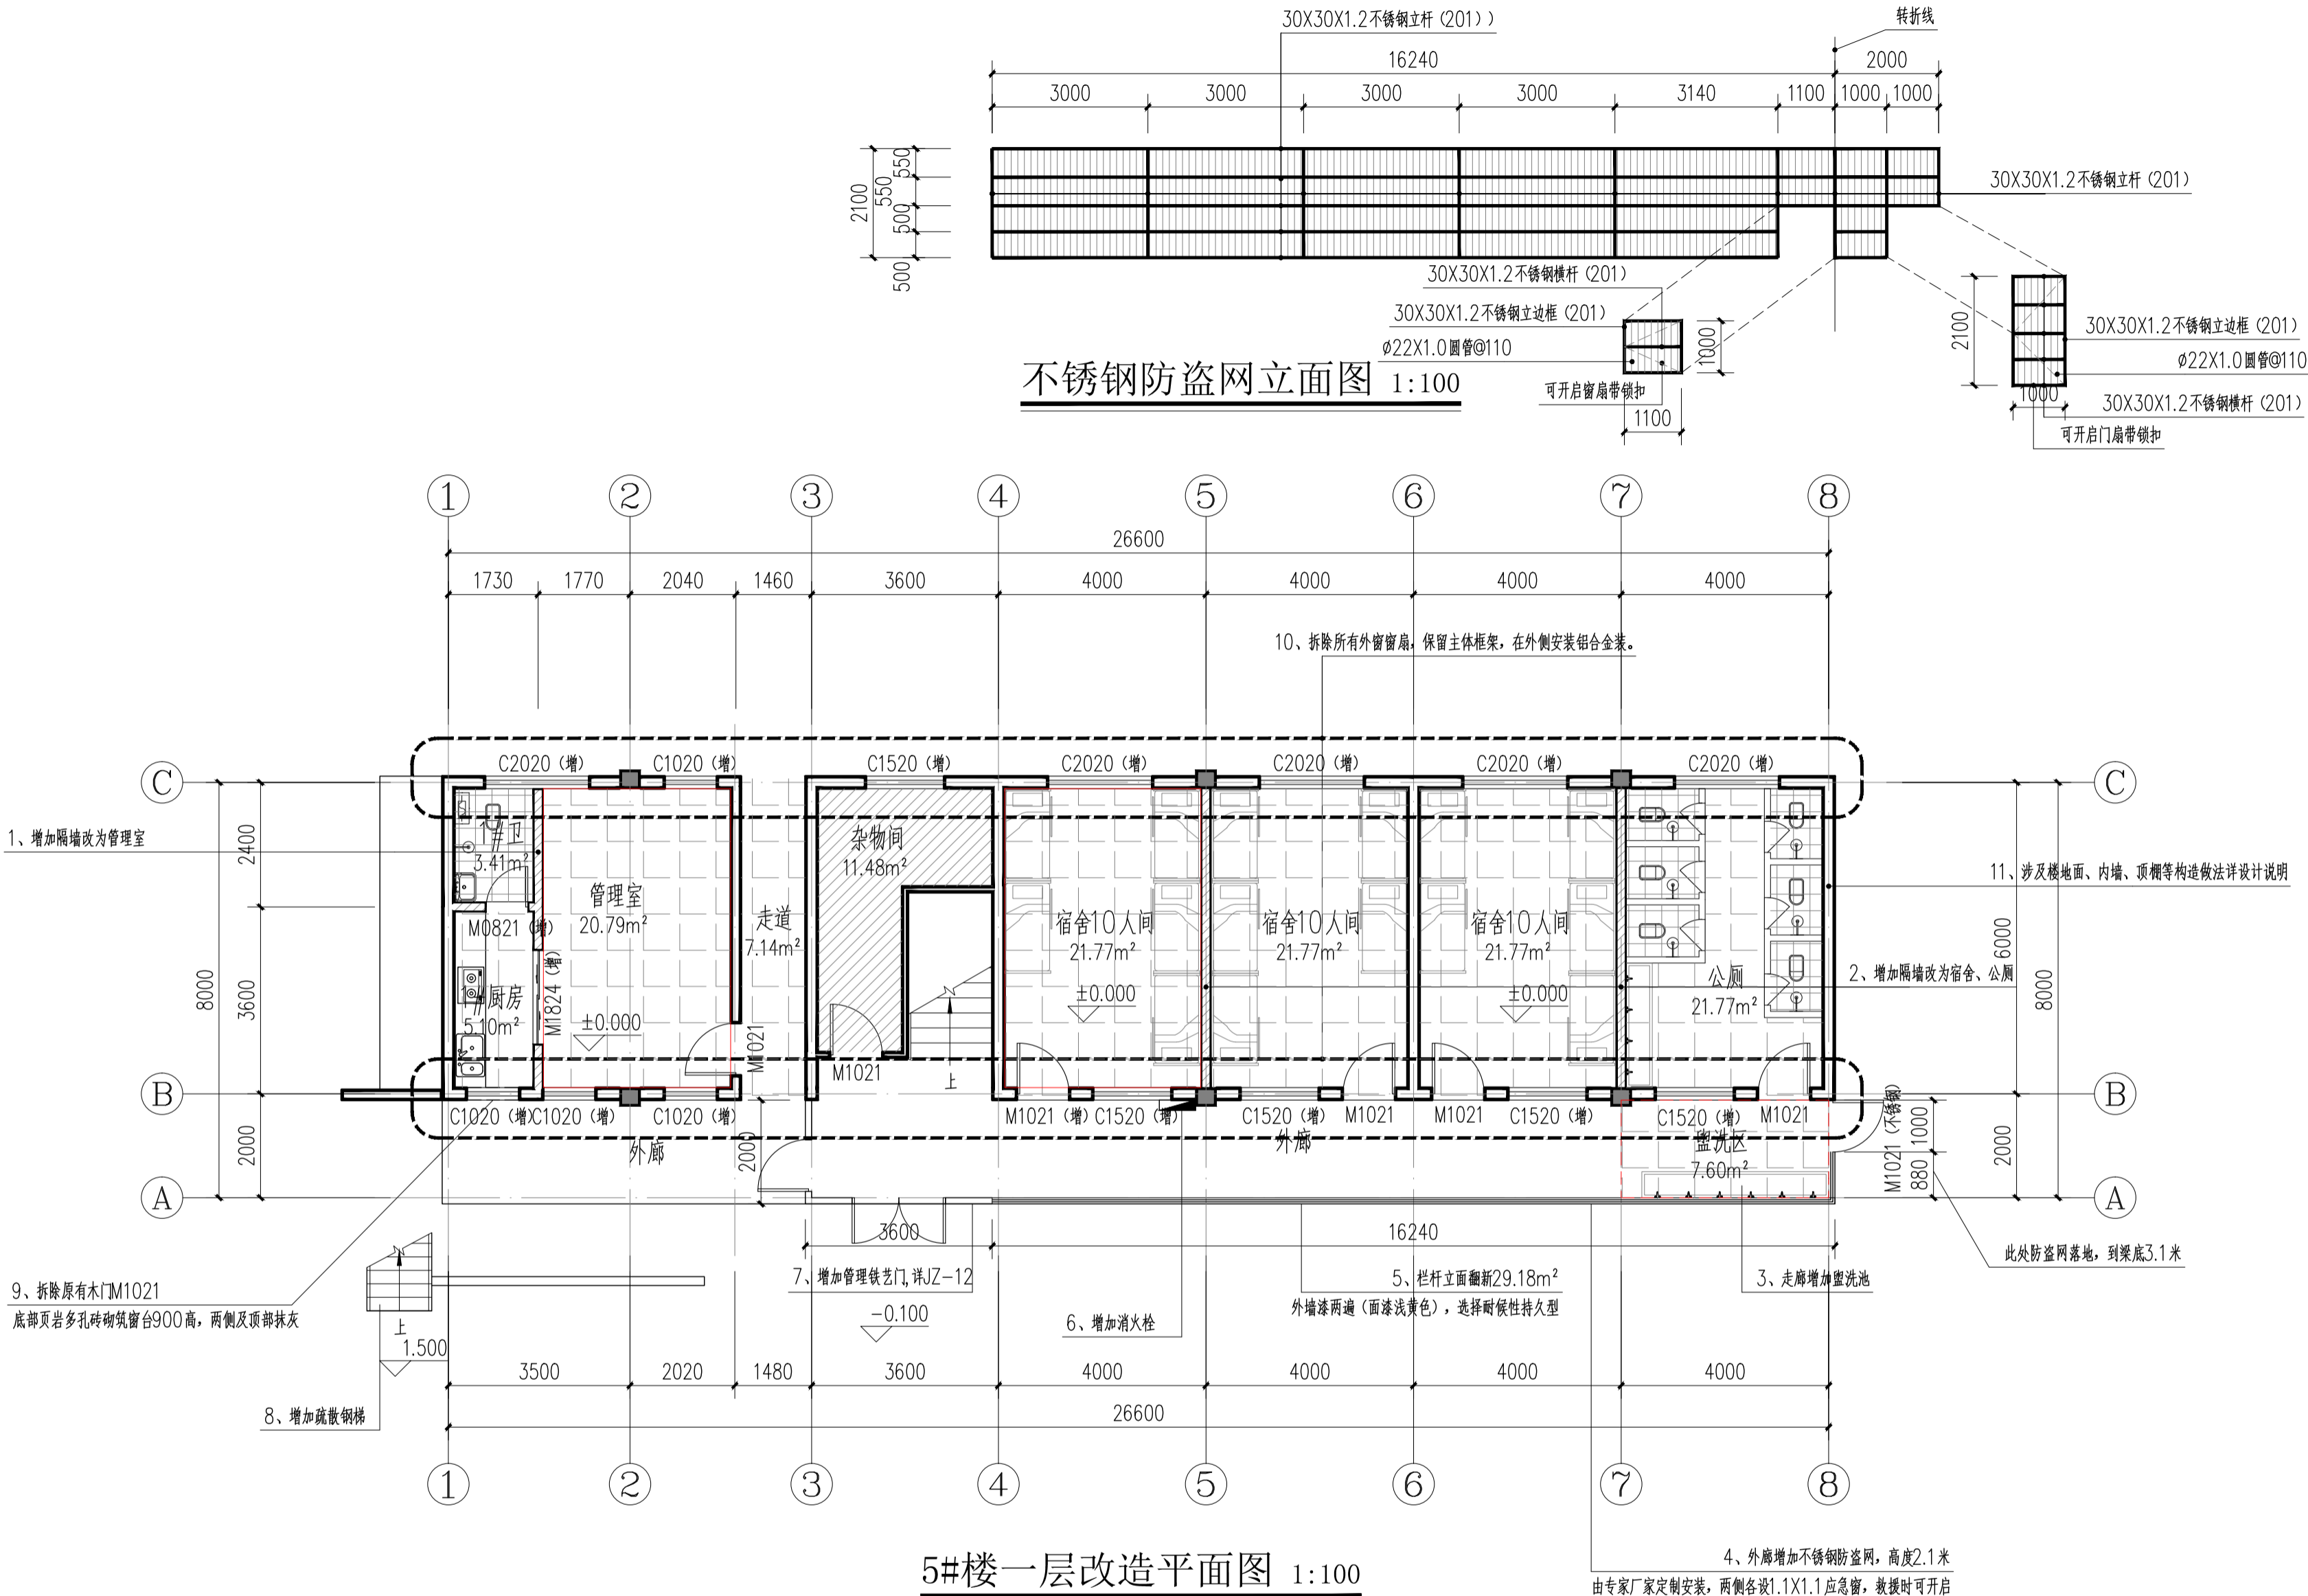 30X30X1.2不锈钢立杆（201））
转折线
16240
2000
3000 3000 3000 3000 3140 1100 1000 1000
2100
550
550
500
500
30X30X1.2不锈钢立杆（201）
30X30X1.2不锈钢横杆（201）
30X30X1.2不锈钢立边框（201）
Ø22X1.0圆管@110
可开启窗扇带锁扣
1000
1100
2100
1000
30X30X1.2不锈钢立边框（201）
Ø22X1.0圆管@110
30X30X1.2不锈钢横杆（201）
可开启门扇带锁扣
不锈钢防盗网立面图 1:100
1 2 3 4 5 6 7 8
26600
1730 1770 2040 1460 3600 4000 4000 4000 4000
10、拆除所有外窗窗扇，保留主体框架，在外侧安装铝合金装。
C2020（增） C1020（增） C1520（增） C2020（增） C2020（增） C2020（增） C2020（增）
C
C
1、增加隔墙改为管理室
2400
3600
8000
2000
1#卫
3.41m²
M0821（增）
1#厨房
5.10m²
M1824（增）
管理室
20.79m²
±0.000
走道
7.14m²
M1021
杂物间
11.48m²
M1021
上
宿舍10人间
21.77m²
±0.000
宿舍10人间
21.77m²
宿舍10人间
21.77m²
±0.000
公厕
21.77m²
11、涉及楼地面、内墙、顶棚等构造做法详设计说明
2、增加隔墙改为宿舍、公厕
6000
8000
2000
B
B
C1020（增） C1020（增） C1020（增） M1021（增） C1520（增） C1520（增） M1021 M1021 C1520（增） C1520（增） M1021
外廊
2000
外廊
盥洗区
7.60m²
M1021（不锈钢）
1000
880
A
A
3600
16240
此处防盗网落地，到梁底3.1米
9、拆除原有木门M1021
底部页岩多孔砖砌筑窗台900高，两侧及顶部抹灰
上
1.500
7、增加管理铁艺门,详JZ-12
-0.100
6、增加消火栓
5、栏杆立面翻新29.18m²
外墙漆两遍（面漆浅黄色），选择耐候性持久型
3、走廊增加盥洗池
8、增加疏散钢梯
3500 2020 1480 3600 4000 4000 4000 4000
26600
1 2 3 4 5 6 7 8
5#楼一层改造平面图 1:100
4、外廊增加不锈钢防盗网，高度2.1米
由专家厂家定制安装，两侧各设1.1X1.1应急窗，救援时可开启